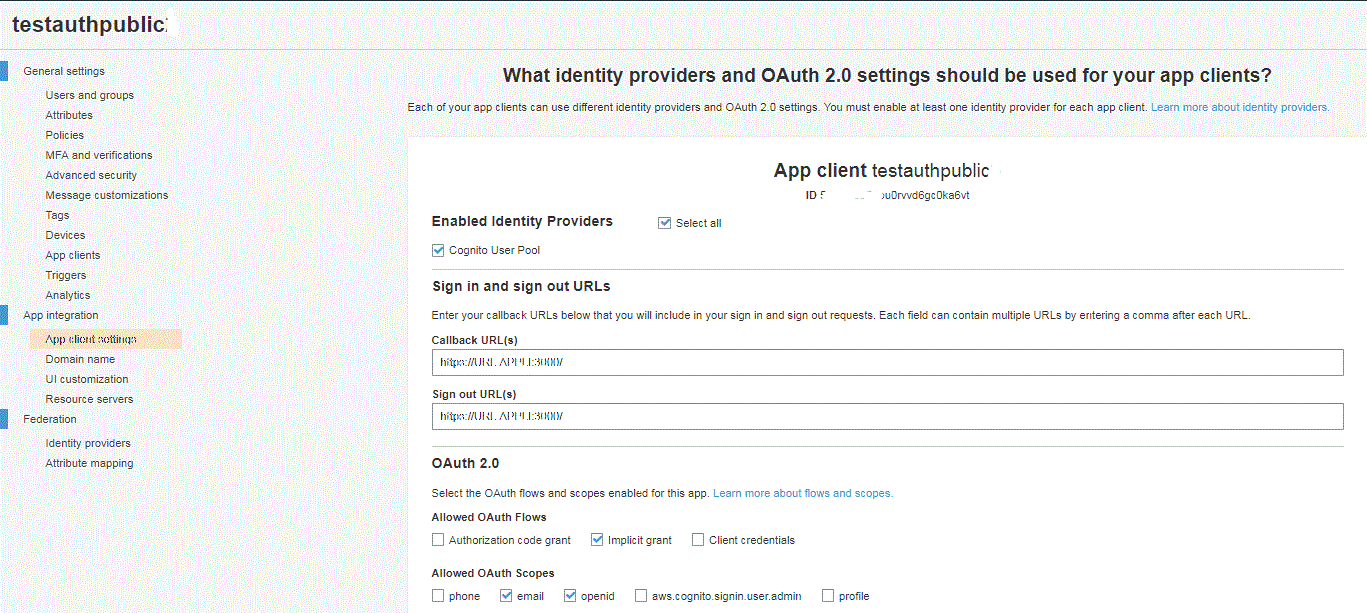 testauthpublic
General settings
Users and groups
Attributes
Policies
MFA and verifications
Advanced security
Message customizations
Tags
Devices
App clients
Triggers
Analytics
App integration
App client settings
Domain name
UI customization
Resource servers
Federation
Identity providers
Attribute mapping
What identity providers and OAuth 2.0 settings should be used for your app clients?
Each of your app clients can use different identity providers and OAuth 2.0 settings. You must enable at least one identity provider for each app client. Learn more about identity providers.
App client testauthpublic
ID
Enabled Identity Providers Select all
Cognito User Pool
Sign in and sign out URLs
Enter your callback URLs below that you will include in your sign in and sign out requests. Each field can contain multiple URLs by entering a comma after each URL.
Callback URL(s)
https://URL.APPLI:3000/
Sign out URL(s)
https://URL.APPLI:3000/
OAuth 2.0
Select the OAuth flows and scopes enabled for this app. Learn more about flows and scopes.
Allowed OAuth Flows
Authorization code grant Implicit grant Client credentials
Allowed OAuth Scopes
phone email openid aws.cognito.signin.user.admin profile